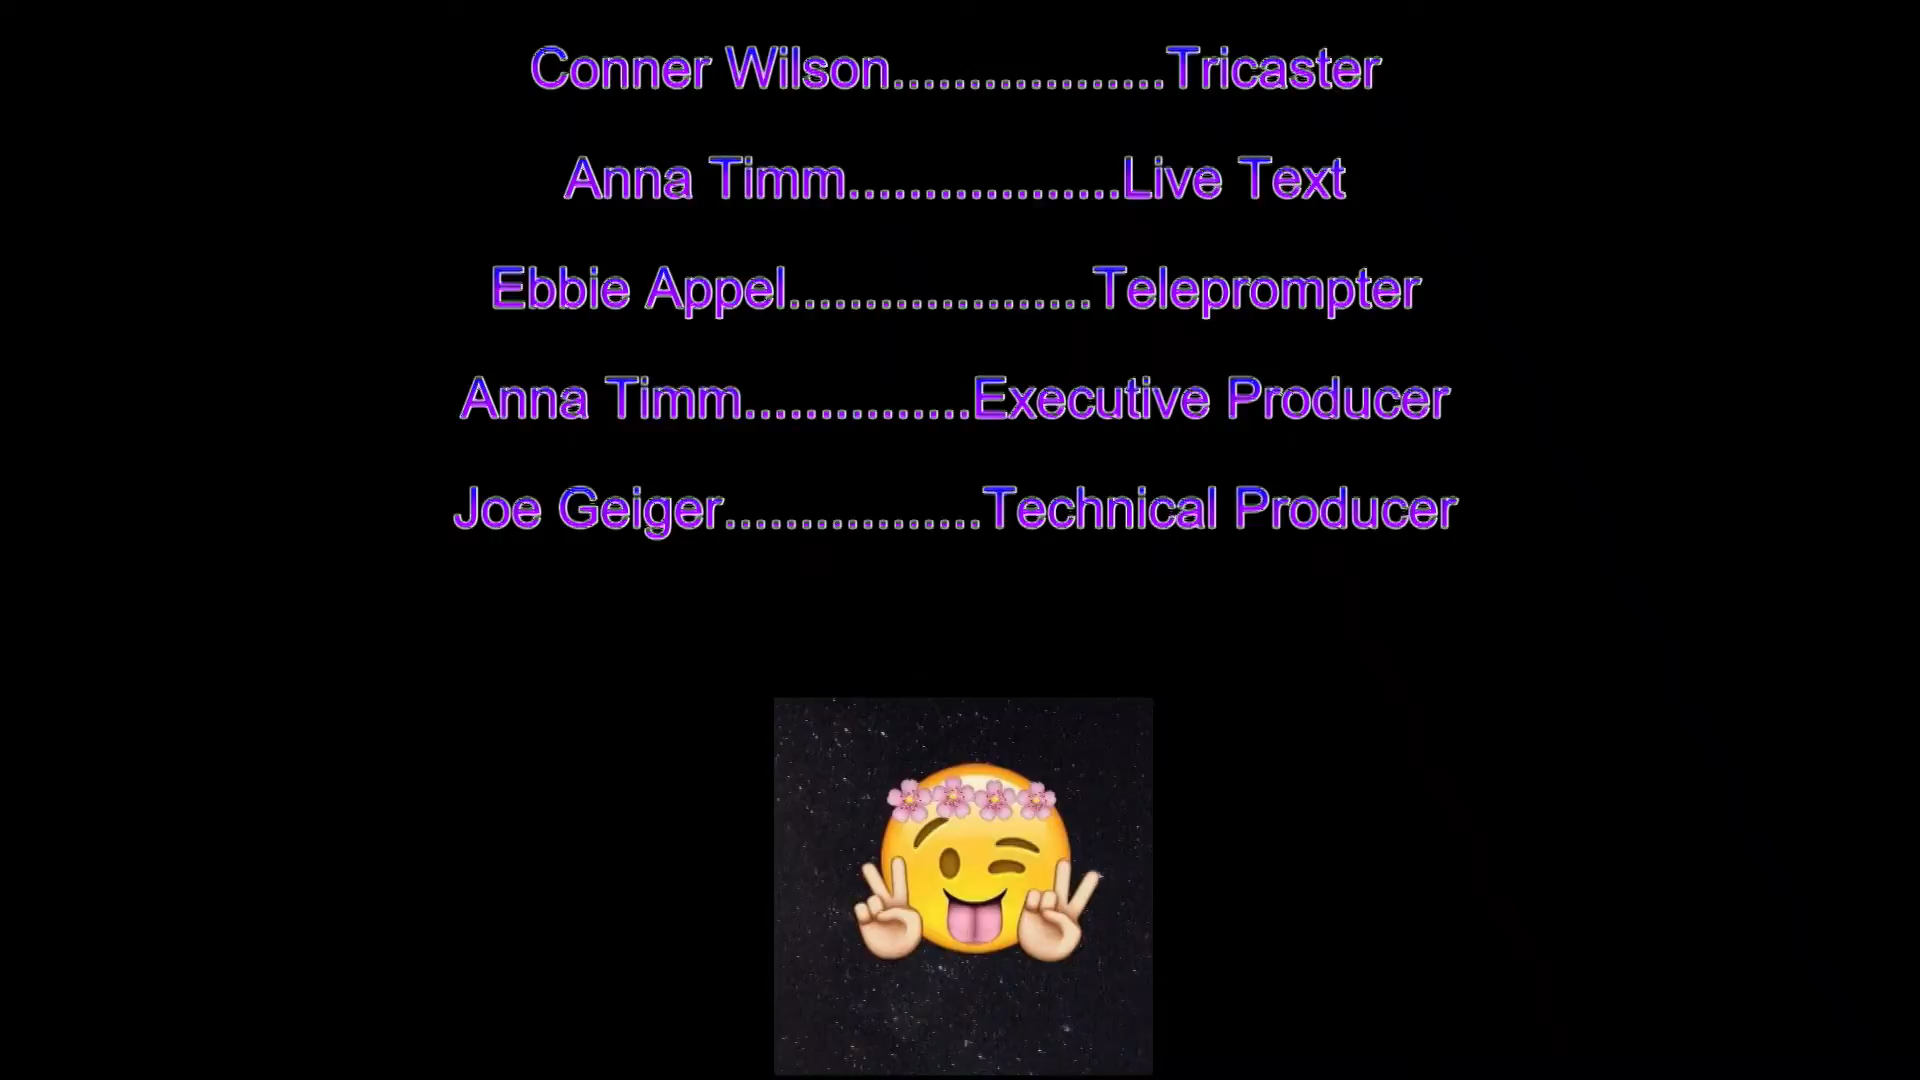 Conner Wilson..................Tricaster
Anna Timm..................Live Text
Ebbie Appel....................Teleprompter
Anna Timm...............Executive Producer
Joe Geiger.................Technical Producer